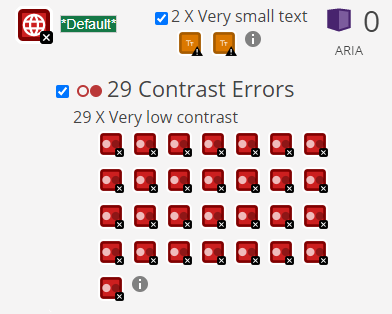 *Default*
2 X Very small text
0
ARIA
29 Contrast Errors
29 X Very low contrast